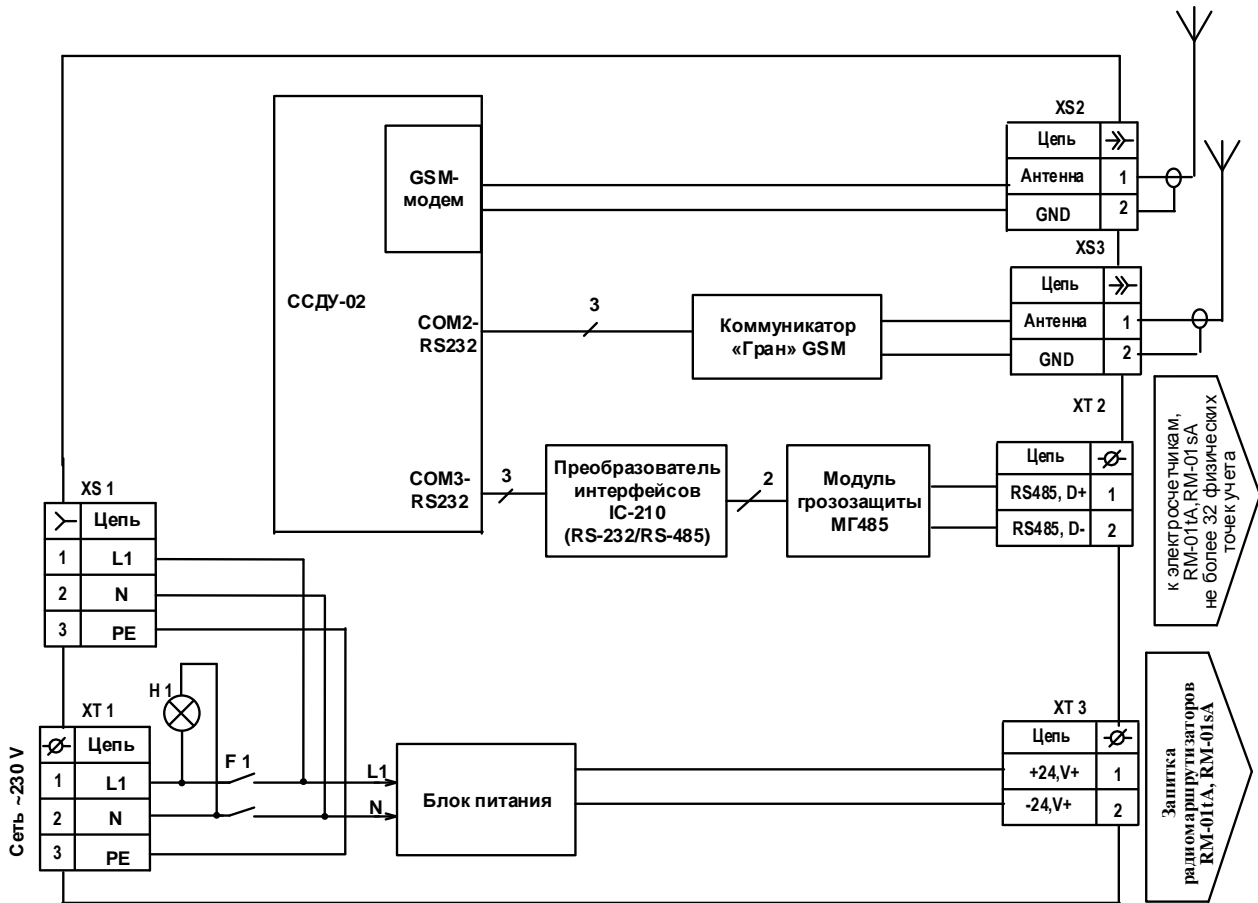 XS2
Цепь
Антенна 1
GND 2
GSM-
модем
XS3
Цепь
Антенна 1
GND 2
ССДУ-02
COM2-
RS232
3
Коммуникатор
«Гран» GSM
XT 2
Цепь
RS485, D+ 1
RS485, D- 2
COM3-
RS232
3
Преобразователь
интерфейсов
IC-210
(RS-232/RS-485)
2
Модуль
грозозащиты
МГ485
к электросчетчикам,
RM-01tA,RM-01sA
не более 32 физических
точек учета
XS 1
Цепь
1 L1
2 N
3 PE
H 1
XT 1
Цепь
1 L1
2 N
3 PE
Сеть ~230 V
F 1
L1
N
Блок питания
XT 3
Цепь
+24,V+ 1
-24,V+ 2
Запитка
радиомаршрутизаторов
RM-01tA, RM-01sA